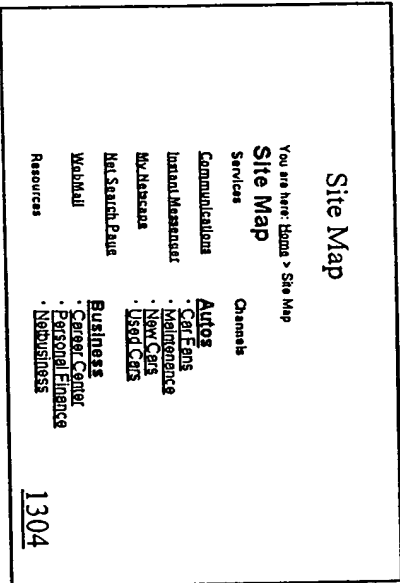 Site Map
You are here: Home > Site Map
Site Map
Services
Communications
Instant Messenger
My Netscape
Net Search Page
WebMail
Resources
Channels
Autos
· Car Fans
· Maintenence
· New Cars
· Used Cars
Business
· Career Center
· Personal Finance
· Netbusiness
1304